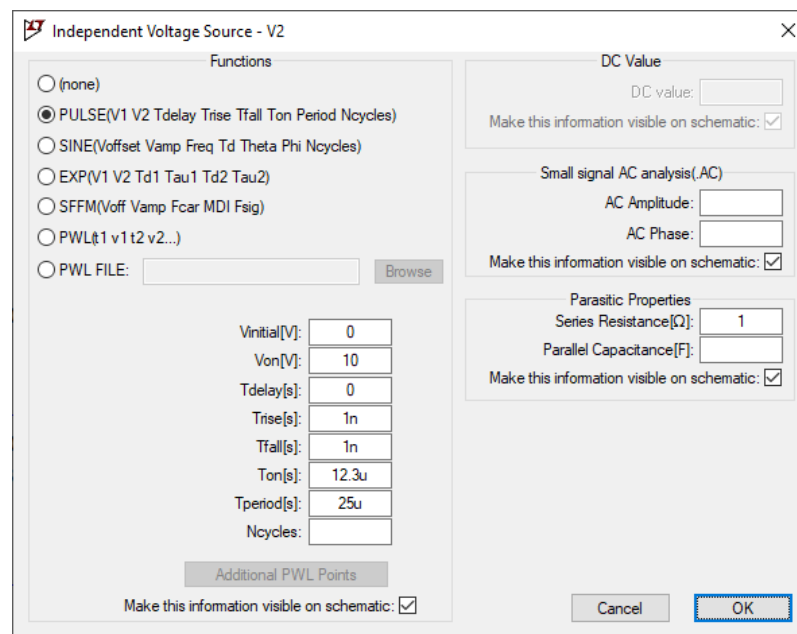 Independent Voltage Source - V2
Functions
(none)
PULSE(V1 V2 Tdelay Trise Tfall Ton Period Ncycles)
SINE(Voffset Vamp Freq Td Theta Phi Ncycles)
EXP(V1 V2 Td1 Tau1 Td2 Tau2)
SFFM(Voff Vamp Fcar MDI Fsig)
PWL(t1 v1 t2 v2...)
PWL FILE:
Browse
Vinitial[V]: 0
Von[V]: 10
Tdelay[s]: 0
Trise[s]: 1n
Tfall[s]: 1n
Ton[s]: 12.3u
Tperiod[s]: 25u
Ncycles:
Additional PWL Points
Make this information visible on schematic:
DC Value
DC value:
Make this information visible on schematic:
Small signal AC analysis(.AC)
AC Amplitude:
AC Phase:
Make this information visible on schematic:
Parasitic Properties
Series Resistance[Ω]: 1
Parallel Capacitance[F]:
Make this information visible on schematic:
Cancel
OK